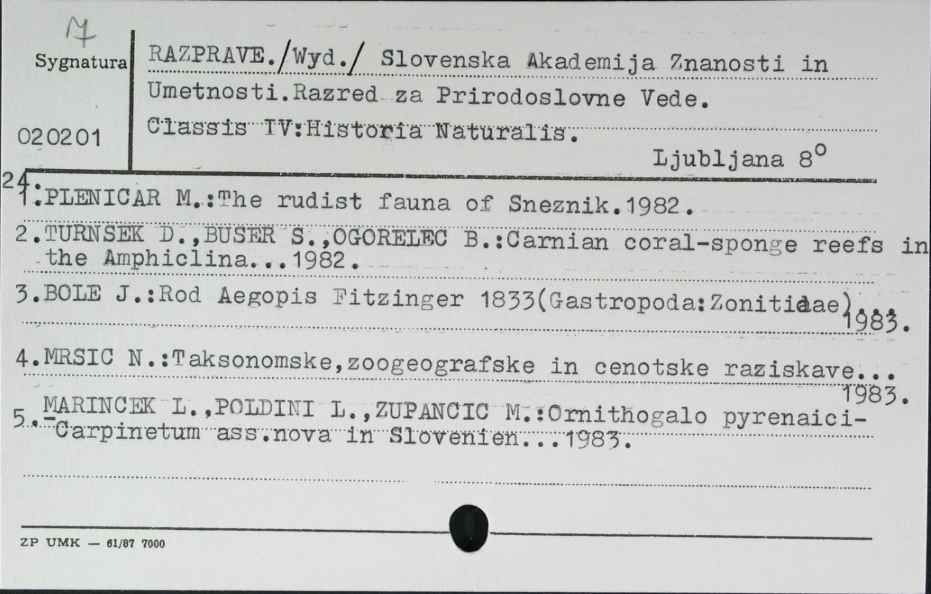 M
Sygnatura
RAZPRAVE./Wyd./ Slovenska Akademija Znanosti in
Umetnosti.Razred za Prirodoslovne Vede.
Classis IV:Historia Naturalis.
020201
Ljubljana 8º
24.
1.PLENICAR M.:The rudist fauna of Sneznik.1982.
2.TURNSEK D.,BUSER S.,OGORELEC B.:Carnian coral-sponge reefs in
the Amphiclina...1982.
3.BOLE J.:Rod Aegopis Fitzinger 1833(Gastropoda:Zonitidae)...
1983.
4.MRSIC N.:Taksonomske,zoogeografske in cenotske raziskave...
1983.
5.MARINCEK L.,POLDINI L.,ZUPANCIC M.:Ornithogalo pyrenaici-
Carpinetum ass.nova in Slovenien...1983.
ZP UMK — 61/87 7000